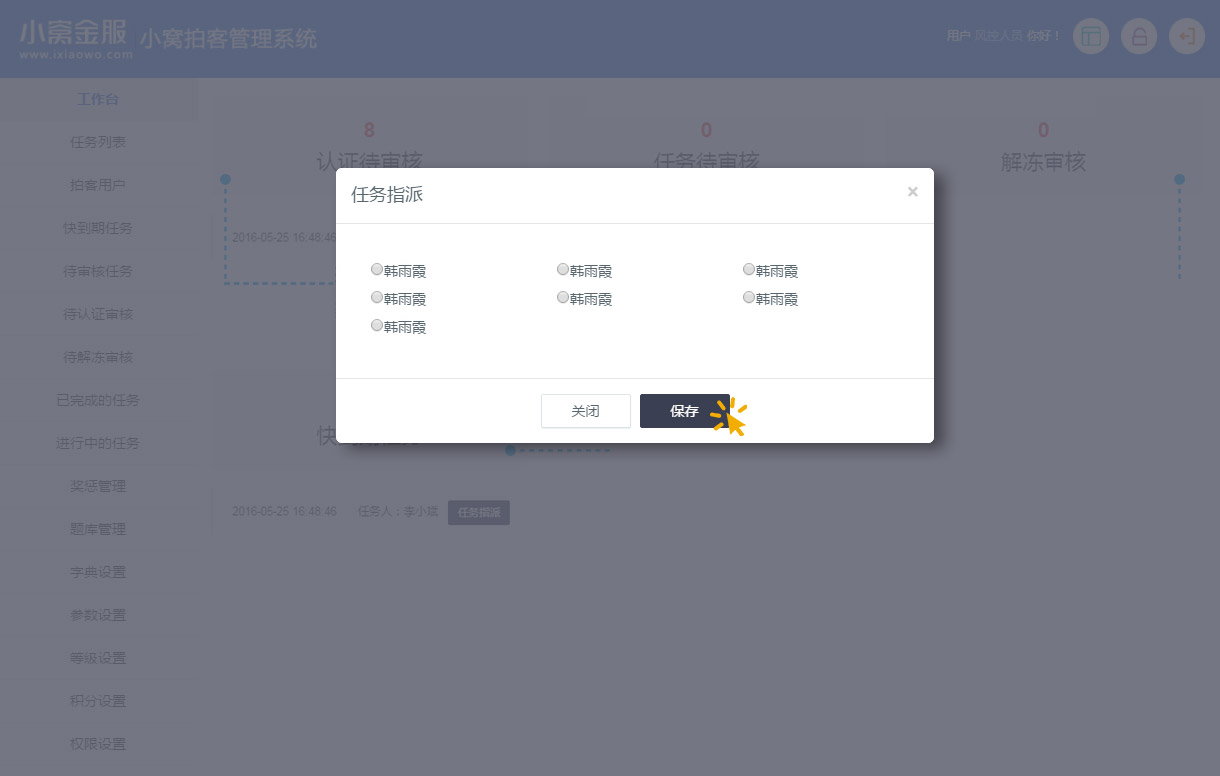 小窝金服
www.ixiaowo.com
小窝拍客管理系统
用户 风控人员 你好！
工作台
任务列表
拍客用户
快到期任务
待审核任务
待认证审核
待解冻审核
已完成的任务
进行中的任务
奖惩管理
题库管理
字典设置
参数设置
等级设置
积分设置
权限设置
8
认证待审核
0
任务待审核
0
解冻审核
2016-05-25 16:48:46
任务指派
×
韩雨霞 韩雨霞 韩雨霞
韩雨霞 韩雨霞 韩雨霞
韩雨霞
关闭 保存
2016-05-25 16:48:46 任务人：李小斌 任务指派